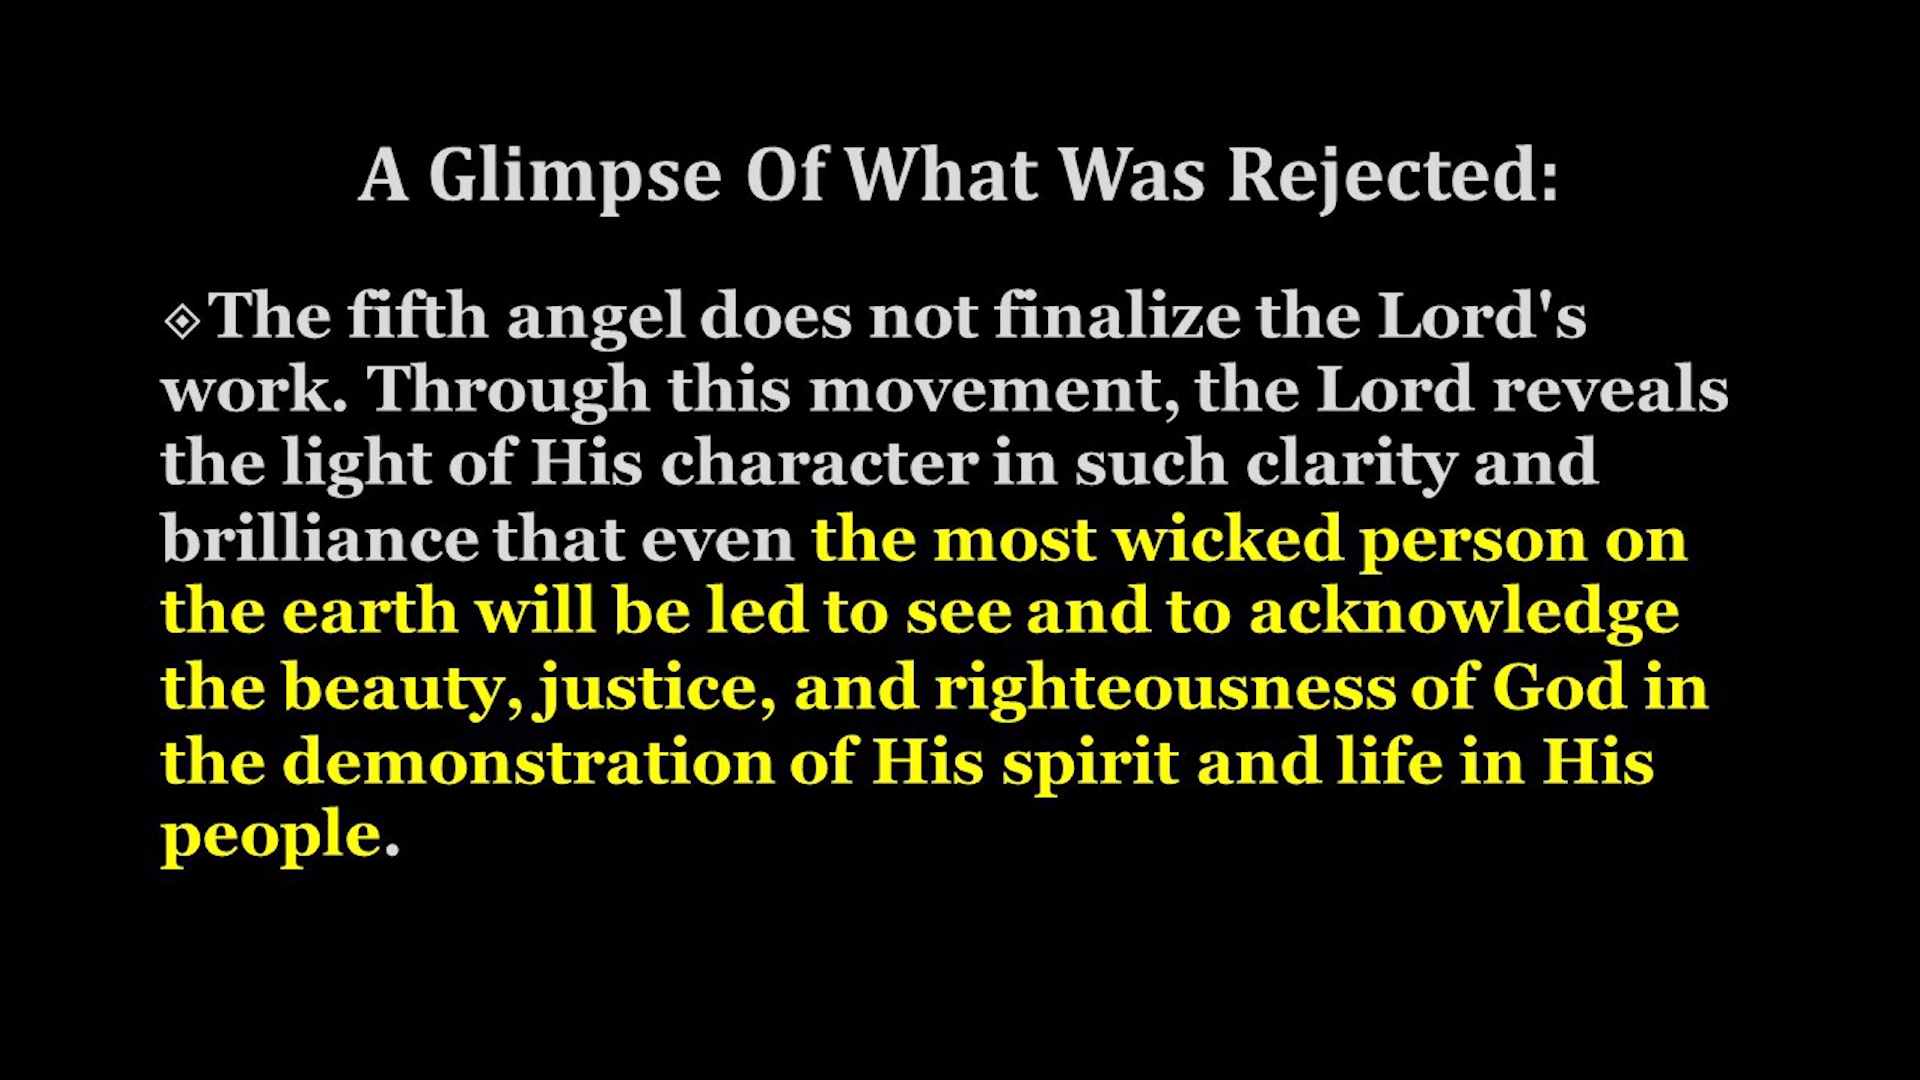 A Glimpse Of What Was Rejected:
⟐The fifth angel does not finalize the Lord's
work. Through this movement, the Lord reveals
the light of His character in such clarity and
brilliance that even the most wicked person on
the earth will be led to see and to acknowledge
the beauty, justice, and righteousness of God in
the demonstration of His spirit and life in His
people.